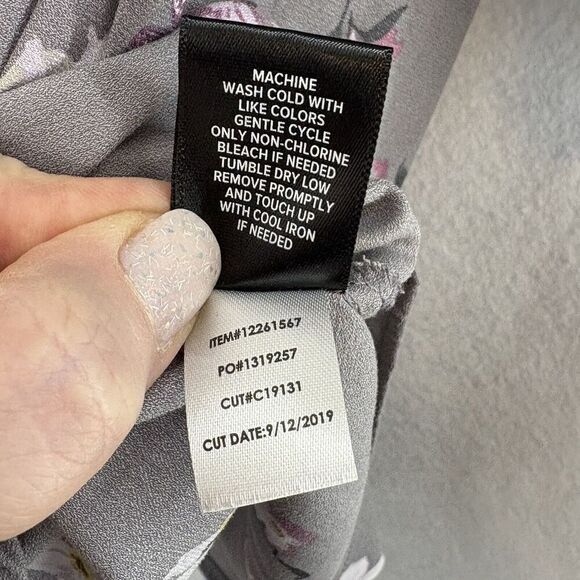 MACHINE
WASH COLD WITH
LIKE COLORS
GENTLE CYCLE
ONLY NON-CHLORINE
BLEACH IF NEEDED
TUMBLE DRY LOW
REMOVE PROMPTLY
AND TOUCH UP
WITH COOL IRON
IF NEEDED
ITEM#12261567
PO#1319257
CUT#C19131
CUT DATE:9/12/2019